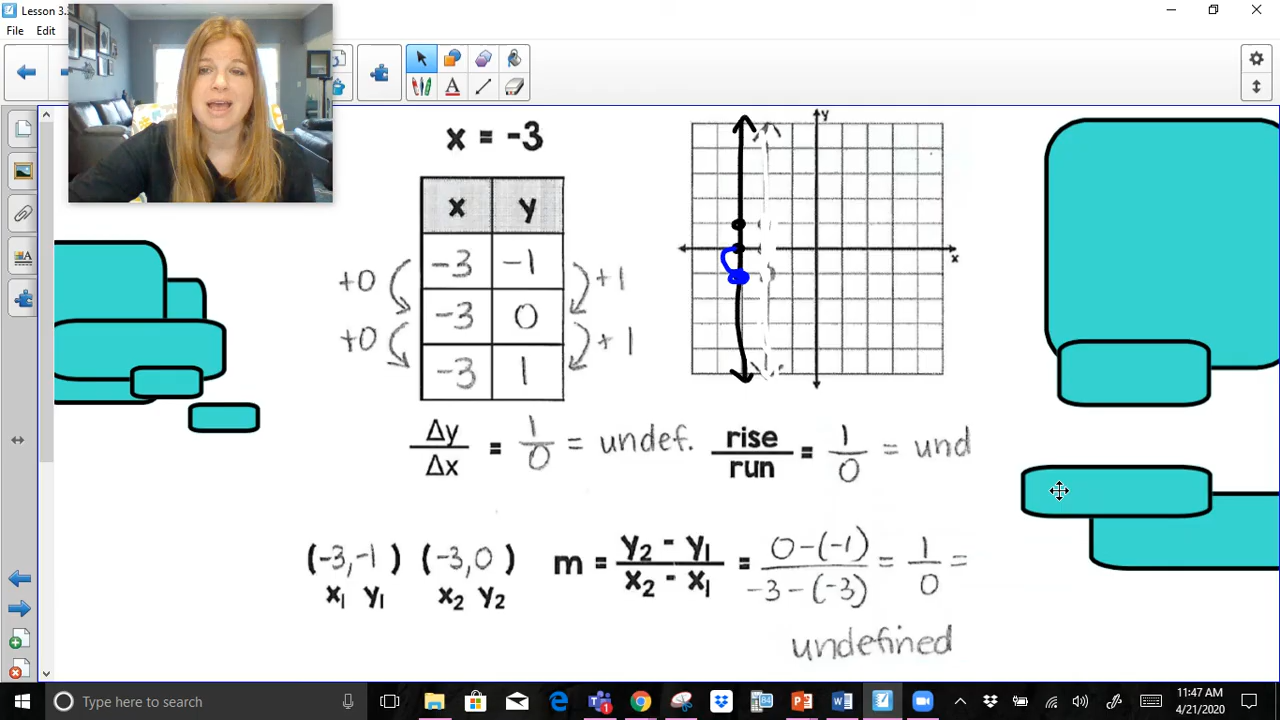 Lesson 3.
File Edit
x = -3
y
x
x y
-3 -1
-3 0
-3 1
+0
+0
+1
+1
Δy/Δx = 1/0 = undef.
rise/run = 1/0 = und
(-3,-1) (-3,0)
x₁ y₁ x₂ y₂
m = y₂ - y₁/x₂ - x₁ = 0-(-1)/-3-(-3) = 1/0 =
undefined
Type here to search
11:47 AM
4/21/2020